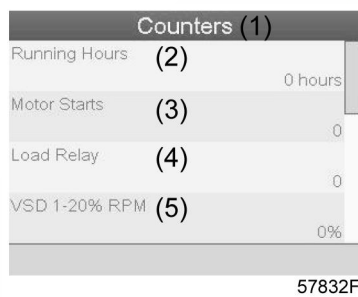 Counters (1)
Running Hours (2)
0 hours
Motor Starts (3)
0
Load Relay (4)
0
VSD 1-20% RPM (5)
0%
57832F